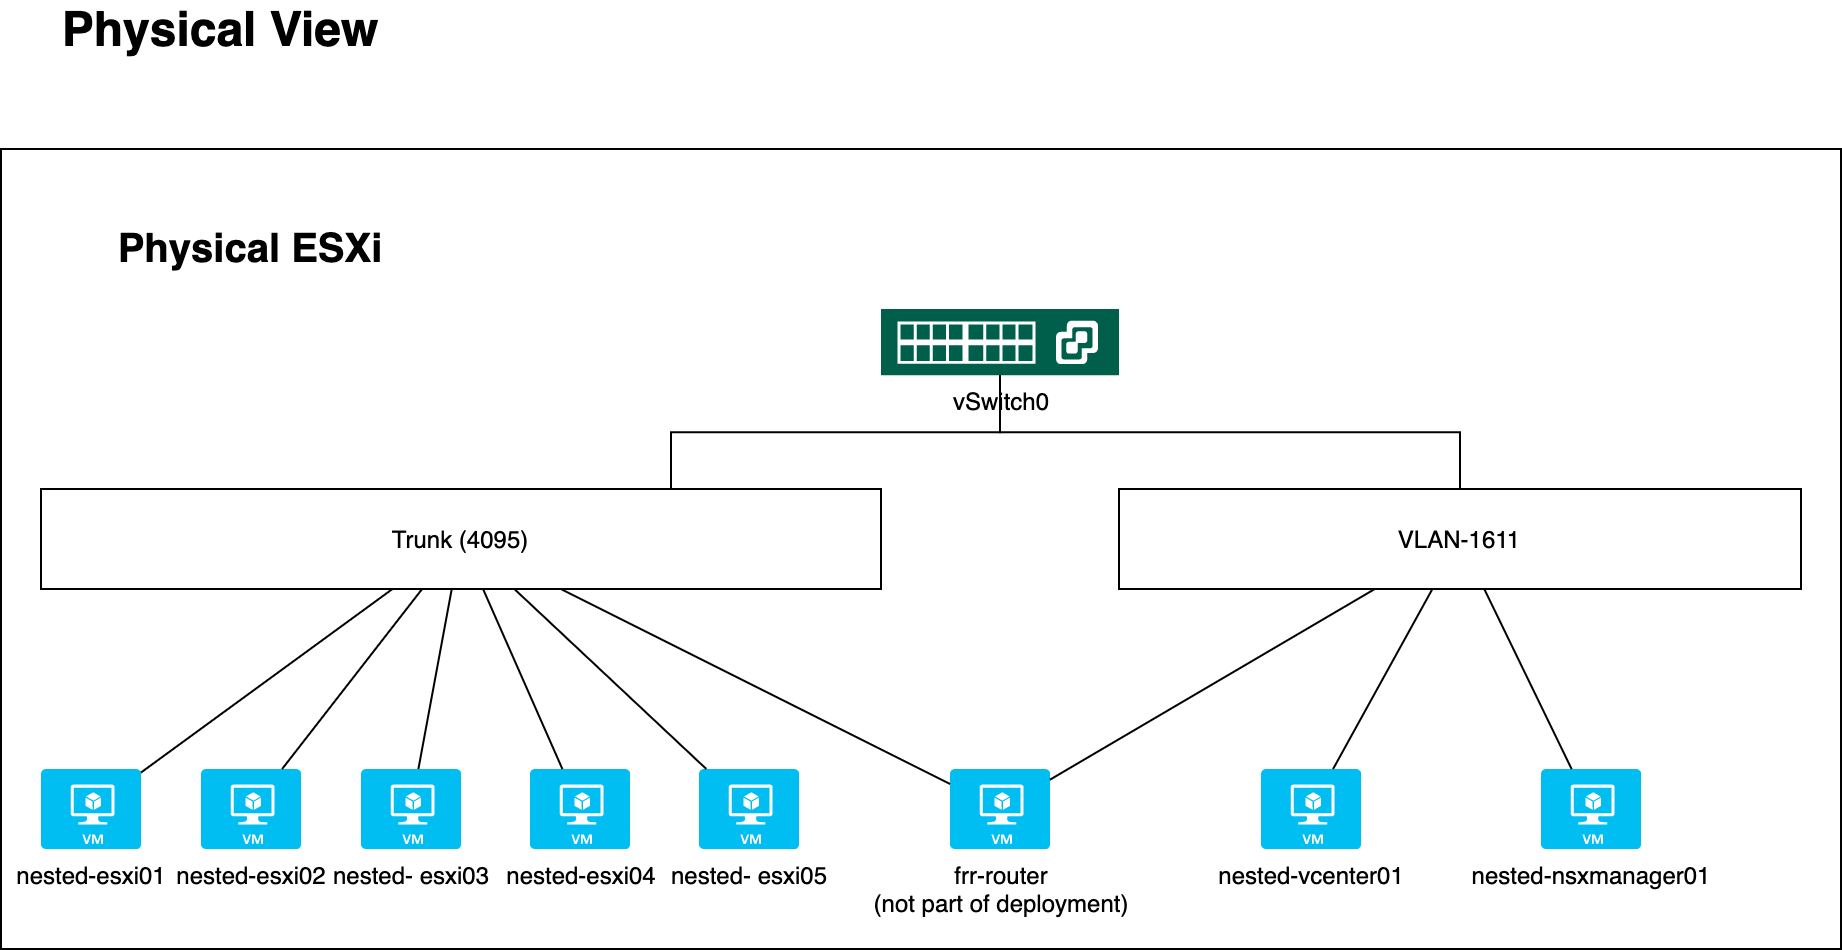 Physical View
Physical ESXi
vSwitch0
Trunk (4095)
VLAN-1611
VM
VM
VM
VM
VM
VM
VM
VM
nested-esxi01
nested-esxi02
nested- esxi03
nested-esxi04
nested- esxi05
frr-router
(not part of deployment)
nested-vcenter01
nested-nsxmanager01